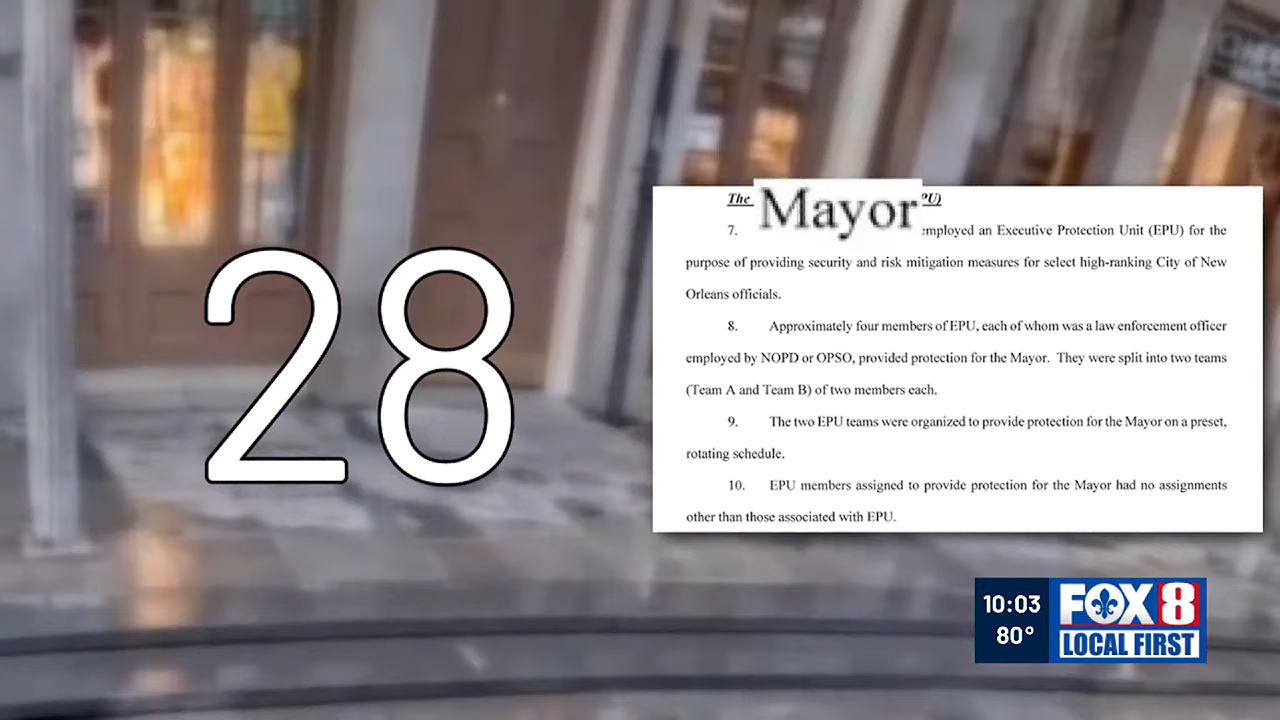 28
The Mayor PU)
7. employed an Executive Protection Unit (EPU) for the
purpose of providing security and risk mitigation measures for select high-ranking City of New
Orleans officials.
8. Approximately four members of EPU, each of whom was a law enforcement officer
employed by NOPD or OPSO, provided protection for the Mayor. They were split into two teams
(Team A and Team B) of two members each.
9. The two EPU teams were organized to provide protection for the Mayor on a preset,
rotating schedule.
10. EPU members assigned to provide protection for the Mayor had no assignments
other than those associated with EPU.
10:03
80°
FOX 8
LOCAL FIRST